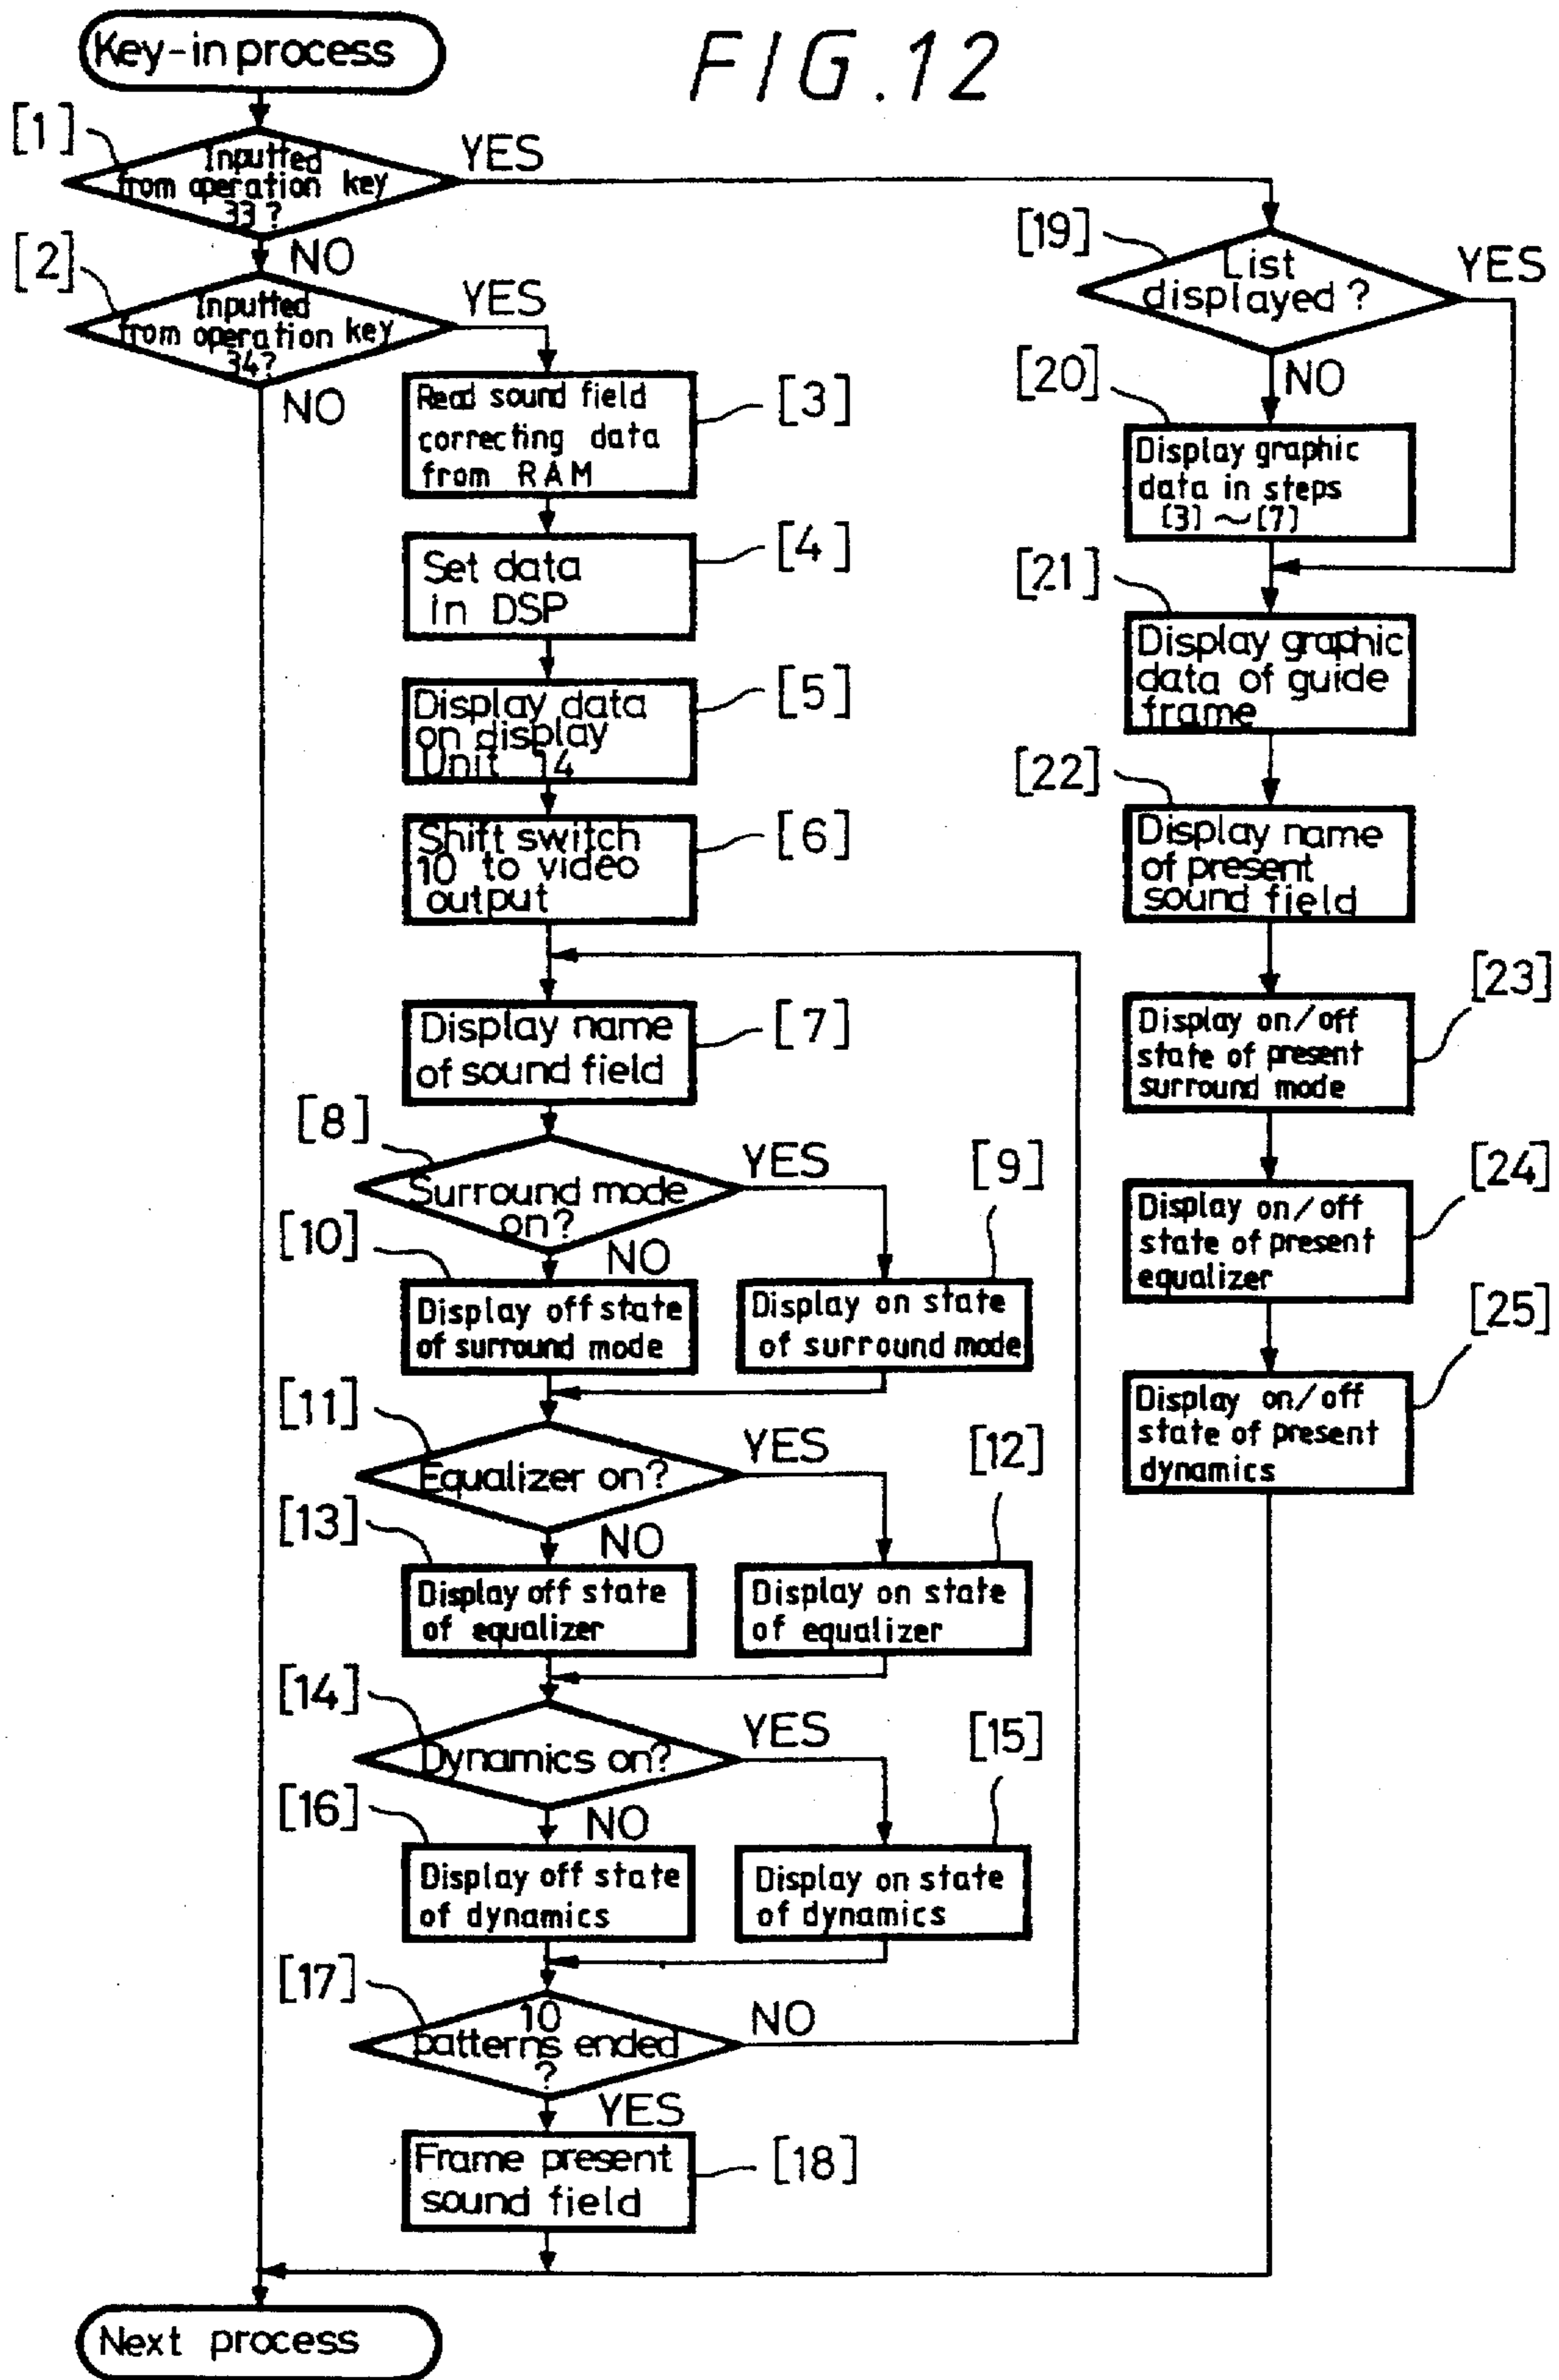 FIG.12
Key-in process
[1]
Inputted
from operation key
33?
YES
NO
[2]
Inputted
from operation key
34?
YES
NO
[3]
Read sound field
correcting data
from RAM
[4]
Set data
in DSP
[5]
Display data
on display
Unit 14
[6]
Shift switch
10 to video
output
[7]
Display name
of sound field
[8]
Surround mode
on?
YES
NO
[9]
Display on state
of surround mode
[10]
Display off state
of surround mode
[11]
Equalizer on?
YES
NO
[12]
Display on state
of equalizer
[13]
Display off state
of equalizer
[14]
Dynamics on?
YES
NO
[15]
Display on state
of dynamics
[16]
Display off state
of dynamics
[17]
10
patterns ended
?
NO
YES
[18]
Frame present
sound field
[19]
List
displayed?
YES
NO
[20]
Display graphic
data in steps
[3]～[7]
[21]
Display graphic
data of guide
frame
[22]
Display name
of present
sound field
[23]
Display on/off
state of present
surround mode
[24]
Display on/off
state of present
equalizer
[25]
Display on/off
state of present
dynamics
Next process